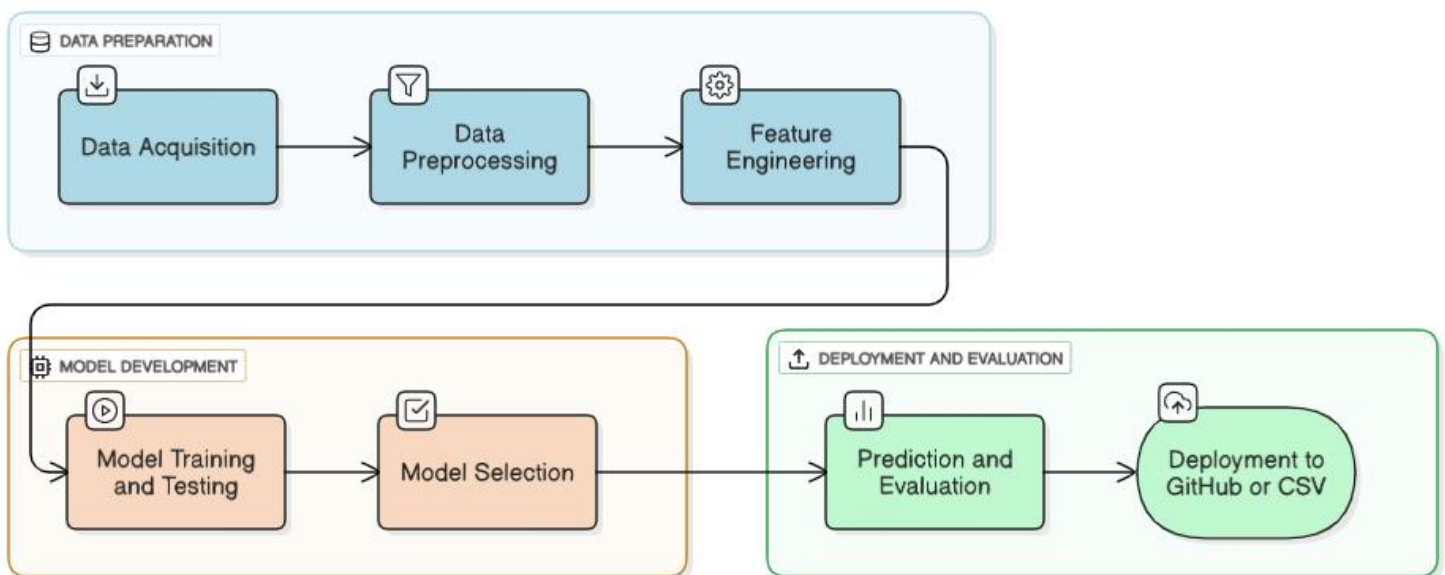 DATA PREPARATION
Data Acquisition
Data
Preprocessing
Feature
Engineering
MODEL DEVELOPMENT
Model Training
and Testing
Model Selection
DEPLOYMENT AND EVALUATION
Prediction and
Evaluation
Deployment to
GitHub or CSV